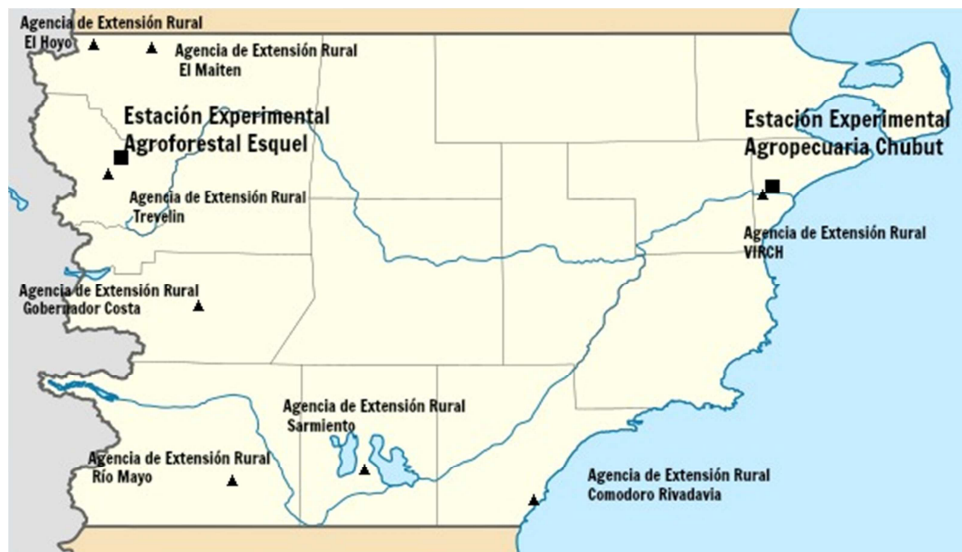 Agencia de Extensión Rural
El Hoyo
Agencia de Extensión Rural
El Maiten
Estación Experimental
Agroforestal Esquel
Estación Experimental
Agropecuaria Chubut
Agencia de Extensión Rural
Trevelin
Agencia de Extensión Rural
VIRCH
Agencia de Extensión Rural
Gobernador Costa
Agencia de Extensión Rural
Sarmiento
Agencia de Extensión Rural
Río Mayo
Agencia de Extensión Rural
Comodoro Rivadavia